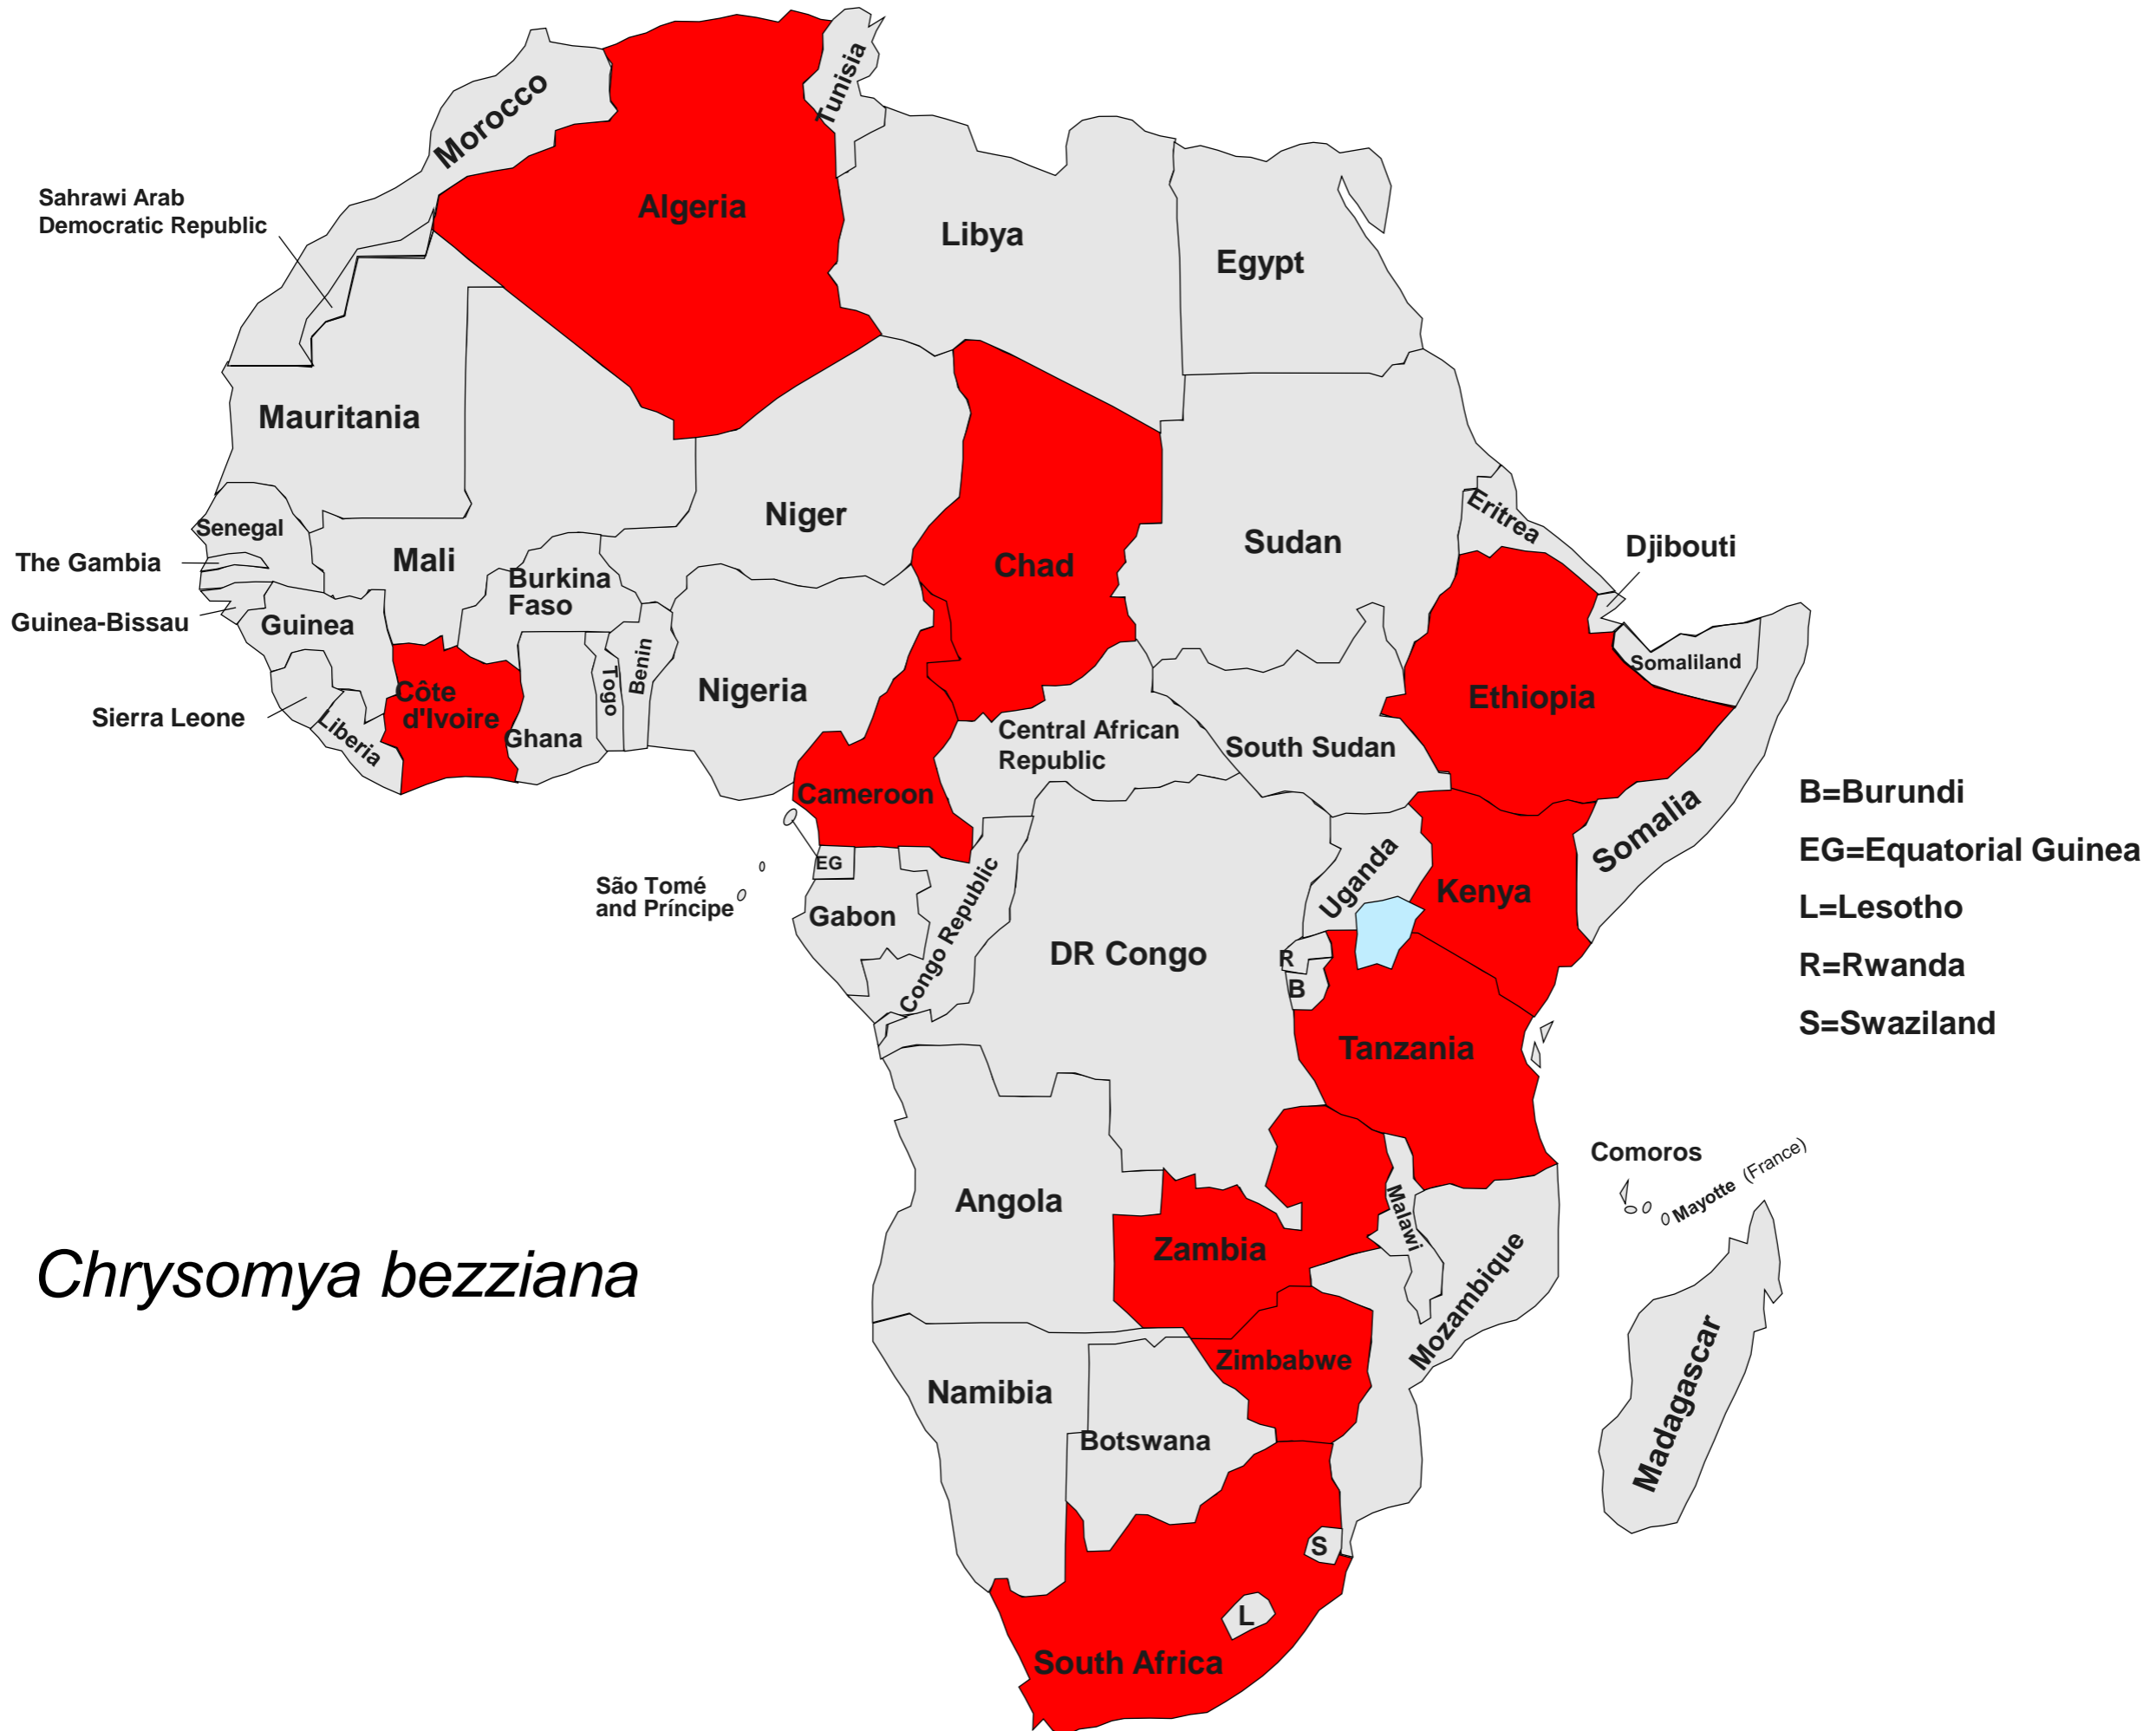 Tunisia
Morocco
Sahrawi Arab
Democratic Republic
Algeria
Libya
Egypt
Mauritania
Niger
Eritrea
Senegal
Sudan
Djibouti
The Gambia
Mali
Chad
Burkina
Faso
Guinea-Bissau
Guinea
Benin
Togo
Somaliland
Côte
d'Ivoire
Nigeria
Ethiopia
Sierra Leone
Liberia
Ghana
Central African
Republic
South Sudan
Cameroon
Somalia
B=Burundi
EG=Equatorial Guinea
L=Lesotho
R=Rwanda
S=Swaziland
EG
São Tomé
and Príncipe
Gabon
Congo Republic
Uganda
Kenya
DR Congo
R
B
Tanzania
Comoros
Mayotte (France)
Angola
Malawi
Zambia
Mozambique
Chrysomya bezziana
Madagascar
Zimbabwe
Namibia
Botswana
S
L
South Africa